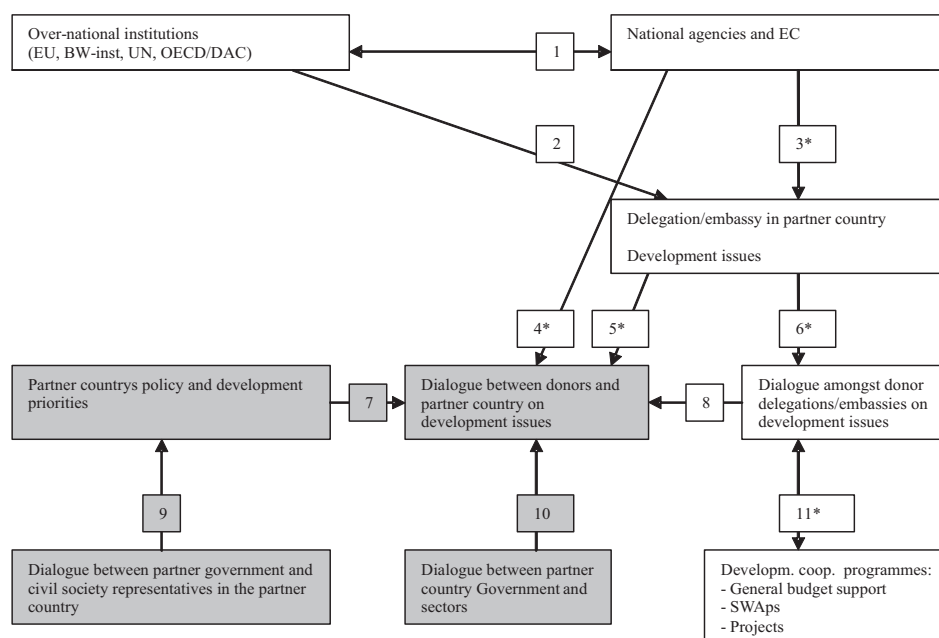 Over-national institutions
(EU, BW-inst, UN, OECD/DAC)
1
National agencies and EC
2
3*
Delegation/embassy in partner country
Development issues
4*
5*
6*
Partner countrys policy and development
priorities
7
Dialogue between donors and
partner country on
development issues
8
Dialogue amongst donor
delegations/embassies on
development issues
9
10
11*
Dialogue between partner government and
civil society representatives in the partner
country
Dialogue between partner
country Government and
sectors
Developm. coop. programmes:
- General budget support
- SWAps
- Projects